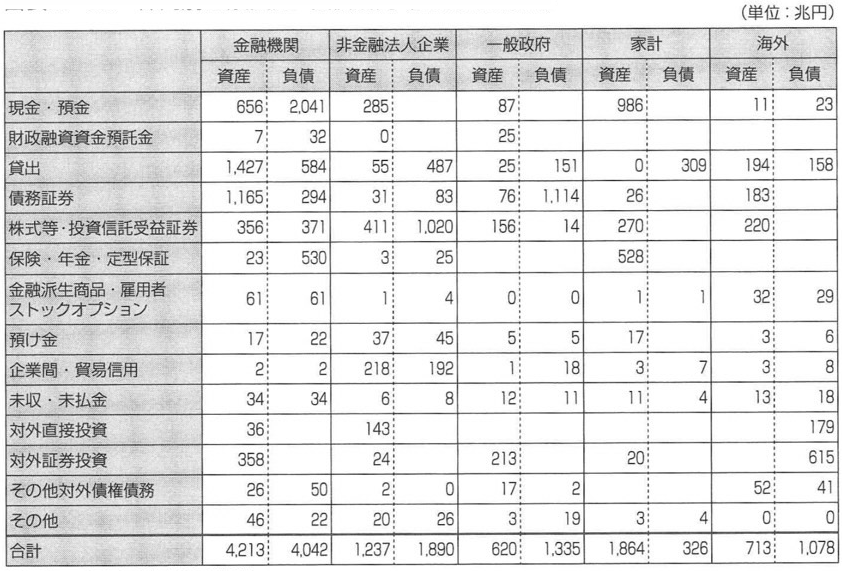 （単位：兆円）
金融機関 非金融法人企業 一般政府 家計 海外
資産 負債 資産 負債 資産 負債 資産 負債 資産 負債
現金・預金 656 2,041 285 87 986 11 23
財政融資資金預託金 7 32 0 25
貸出 1,427 584 55 487 25 151 0 309 194 158
債務証券 1,165 294 31 83 76 1,114 26 183
株式等・投資信託受益証券 356 371 411 1,020 156 14 270 220
保険・年金・定型保証 23 530 3 25 528
金融派生商品・雇用者
ストックオプション 61 61 1 4 0 0 1 1 32 29
預け金 17 22 37 45 5 5 17 3 6
企業間・貿易信用 2 2 218 192 1 18 3 7 3 8
未収・未払金 34 34 6 8 12 11 11 4 13 18
対外直接投資 36 143 179
対外証券投資 358 24 213 20 615
その他対外債権債務 26 50 2 0 17 2 52 41
その他 46 22 20 26 3 19 3 4 0 0
合計 4,213 4,042 1,237 1,890 620 1,335 1,864 326 713 1,078